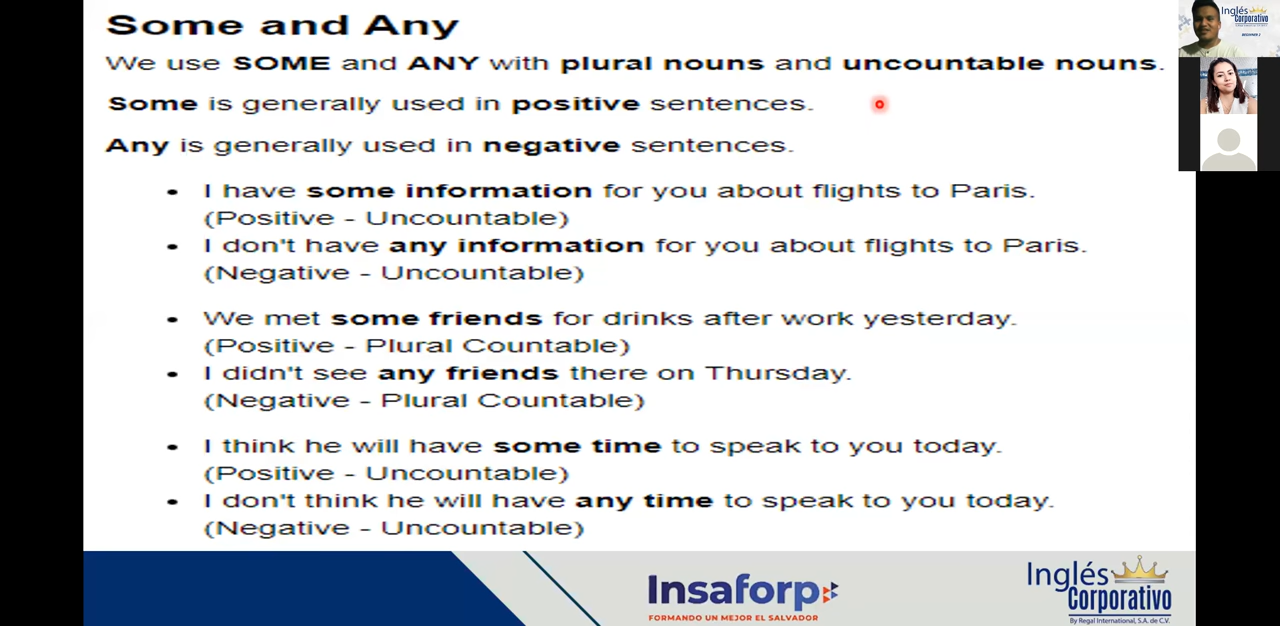 Some and Any
We use SOME and ANY with plural nouns and uncountable nouns.
Some is generally used in positive sentences.
Any is generally used in negative sentences.
• I have some information for you about flights to Paris.
(Positive - Uncountable)
• I don't have any information for you about flights to Paris.
(Negative - Uncountable)
• We met some friends for drinks after work yesterday.
(Positive - Plural Countable)
• I didn't see any friends there on Thursday.
(Negative - Plural Countable)
• I think he will have some time to speak to you today.
(Positive - Uncountable)
• I don't think he will have any time to speak to you today.
(Negative - Uncountable)
Insaforp
FORMANDO UN MEJOR EL SALVADOR
Inglés
Corporativo
By Regal International, S.A. de C.V.
Inglés
Corporativo